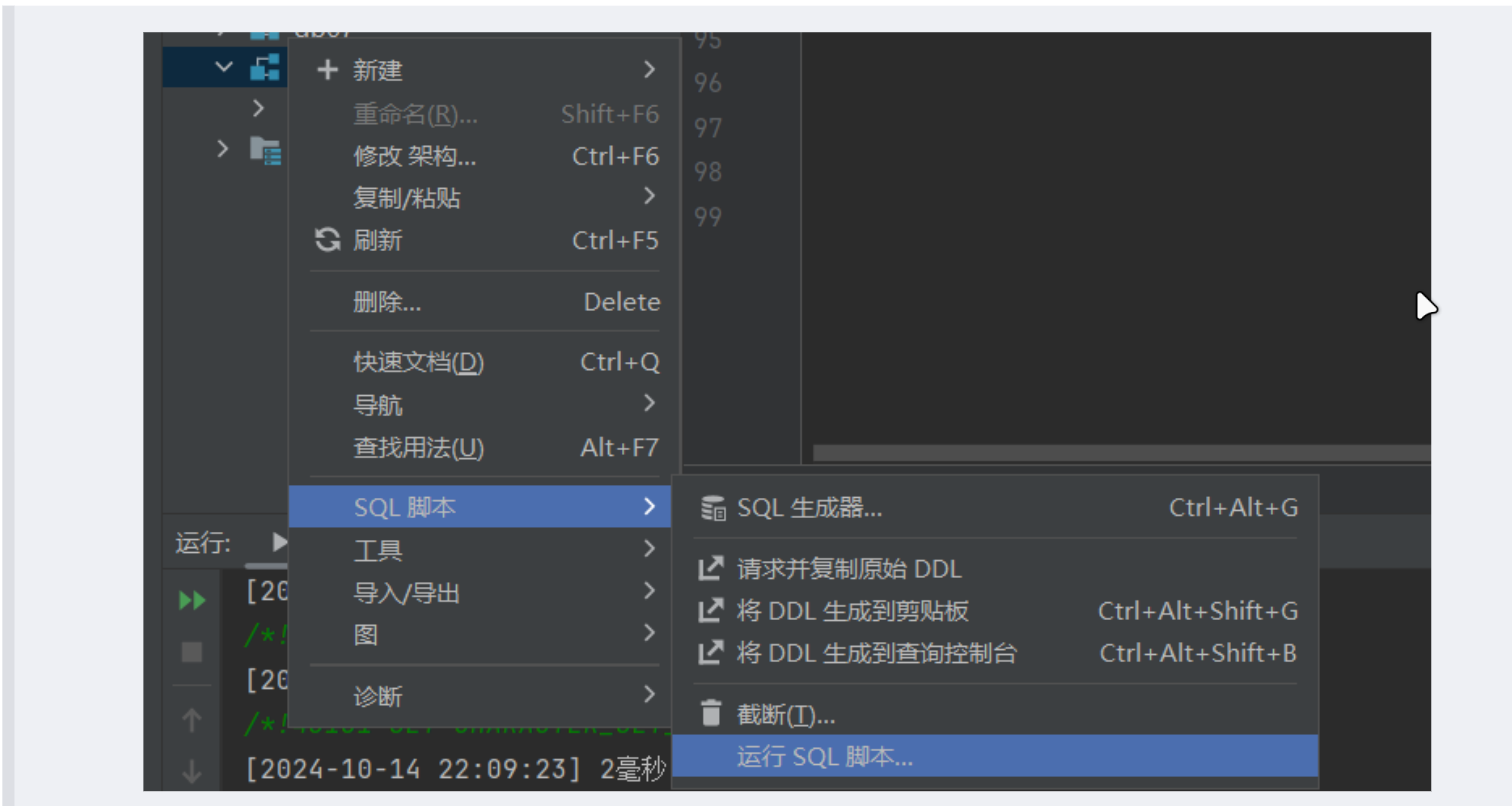 95
新建
96
重命名(R)... Shift+F6
97
修改 架构... Ctrl+F6
98
复制/粘贴
99
刷新 Ctrl+F5
删除... Delete
快速文档(D) Ctrl+Q
导航
查找用法(U) Alt+F7
SQL 脚本
SQL 生成器... Ctrl+Alt+G
运行:
工具
请求并复制原始 DDL
[20
导入/导出
将 DDL 生成到剪贴板 Ctrl+Alt+Shift+G
/*!
图
将 DDL 生成到查询控制台 Ctrl+Alt+Shift+B
[20
诊断
截断(T)...
运行 SQL 脚本...
[2024-10-14 22:09:23] 2毫秒